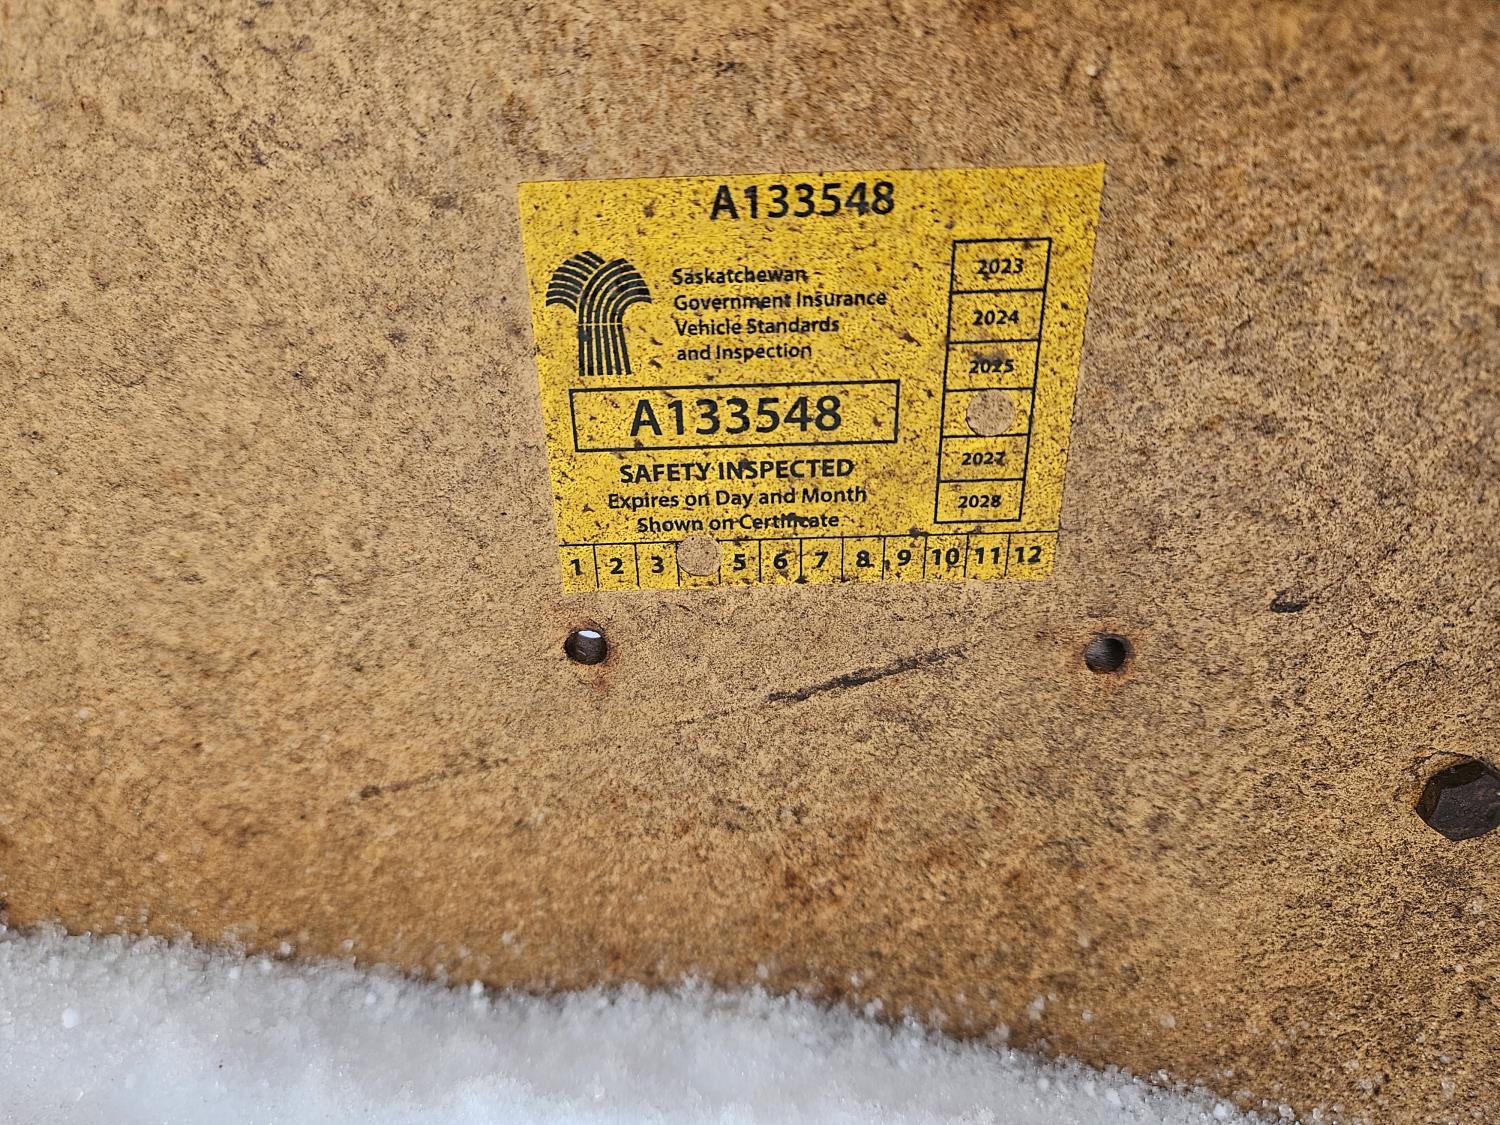 A133548
Saskatchewan
Government Insurance
Vehicle Standards
and Inspection
A133548
SAFETY INSPECTED
Expires on Day and Month
Shown on Certificate
2023
2024
2025
2027
2028
1 2 3 5 6 7 8 9 10 11 12